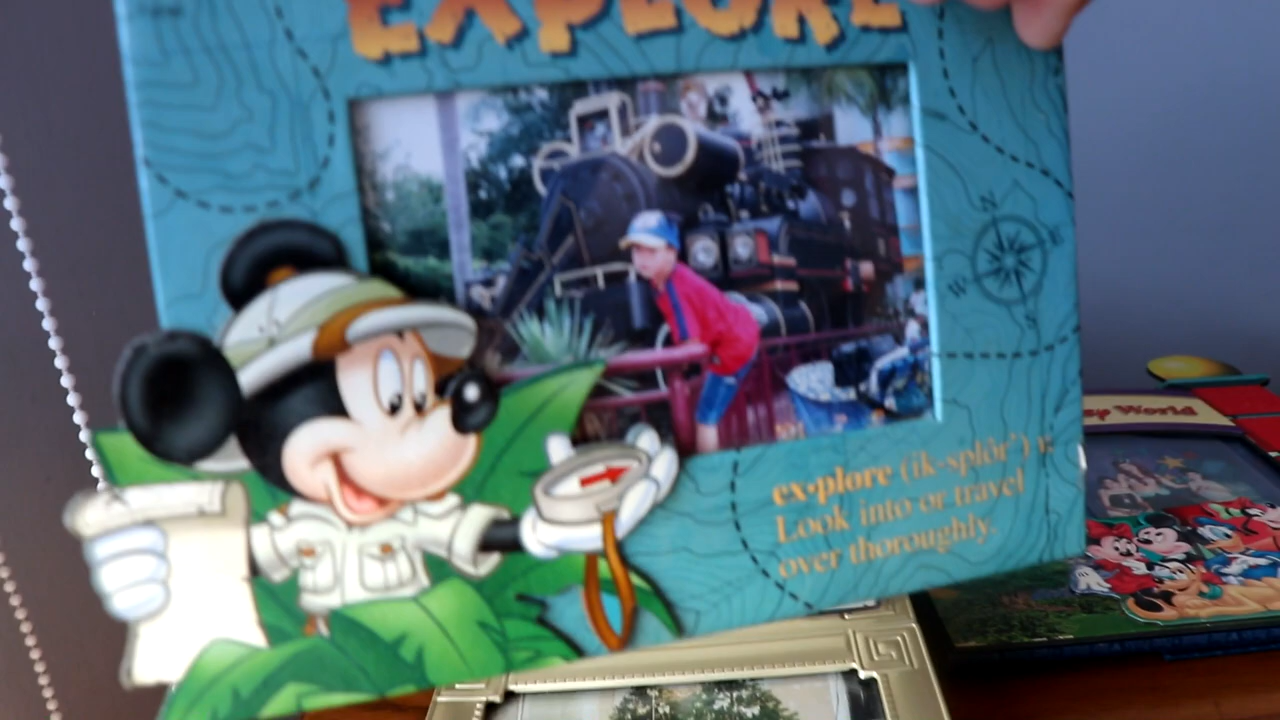 EXPLORE
N
E
W
S
ex•plore (ik•splôr') v.
Look into or travel
over thoroughly.
World